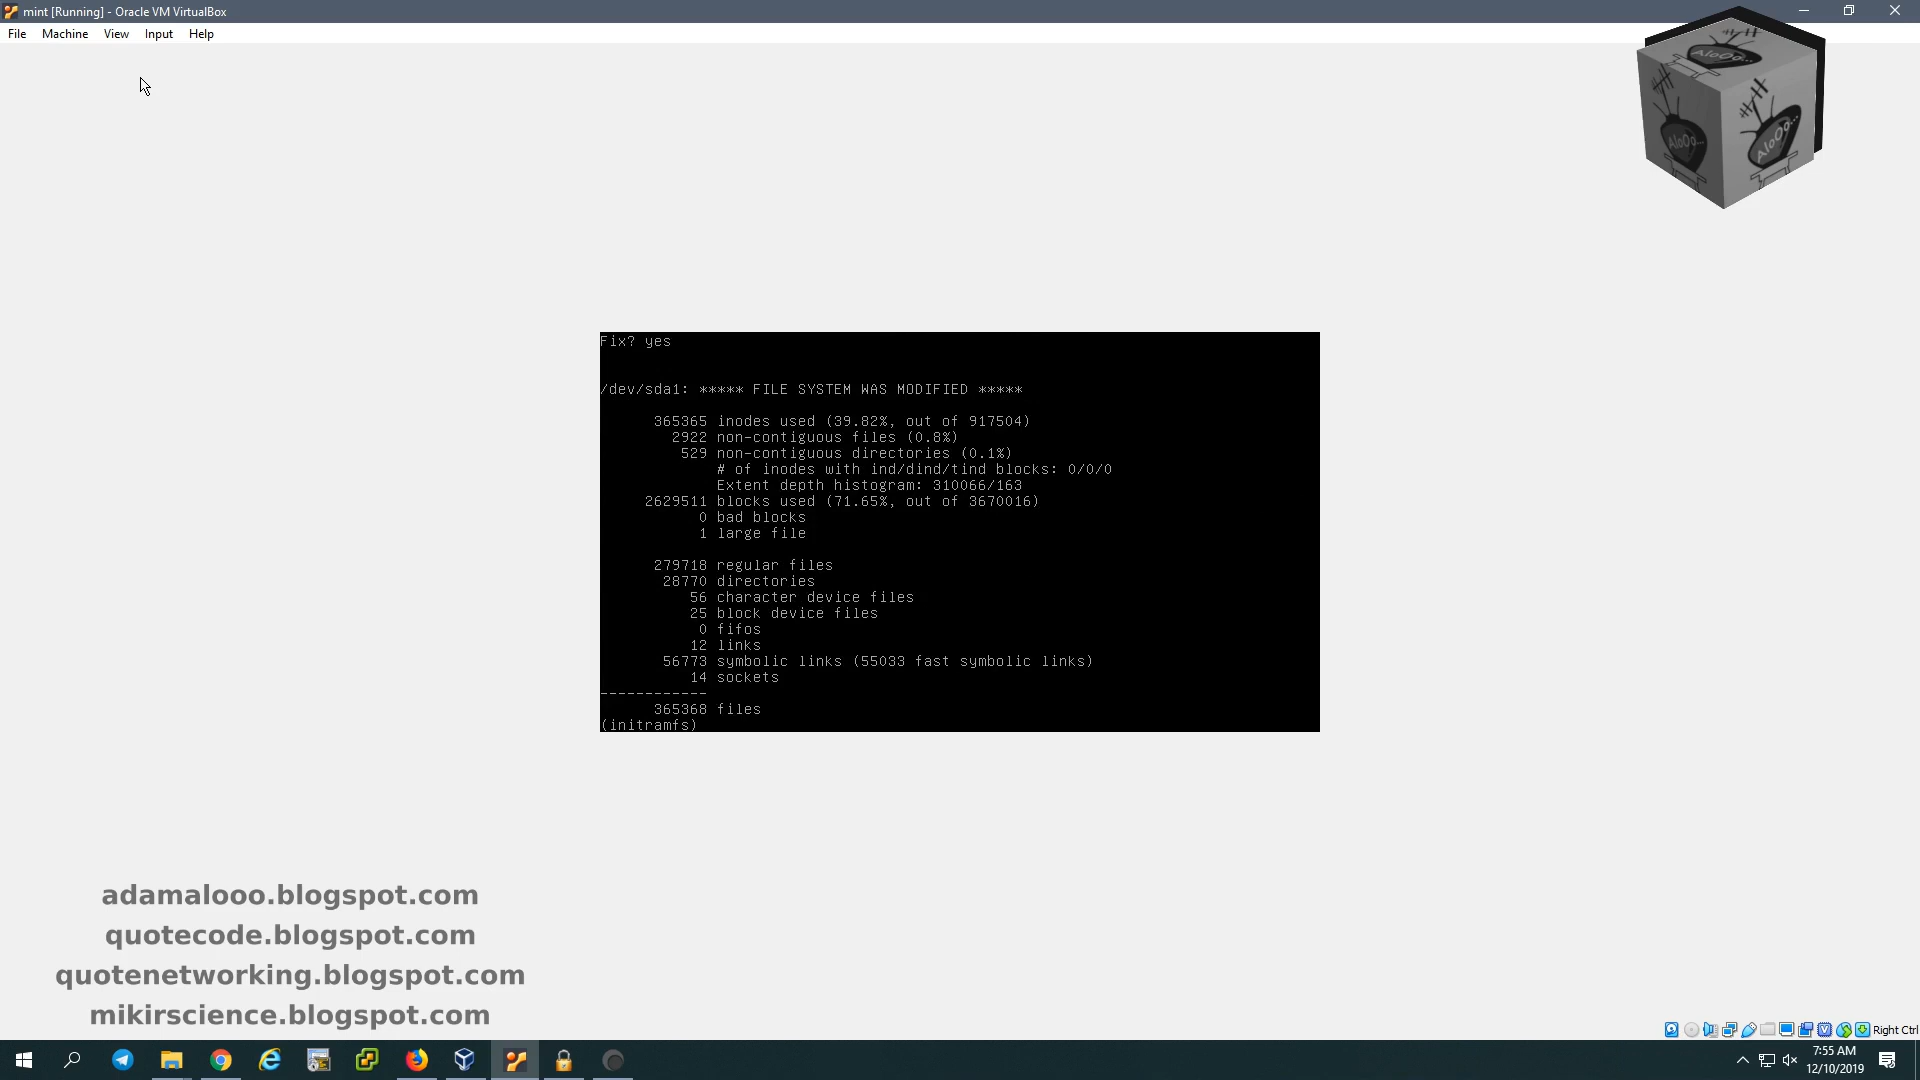 mint [Running] - Oracle VM VirtualBox
File Machine View Input Help
AloOo...
AloOo...
AloOo...
Fix? yes
/dev/sda1: ***** FILE SYSTEM WAS MODIFIED *****
365365 inodes used (39.82%, out of 917504)
2922 non-contiguous files (0.8%)
529 non-contiguous directories (0.1%)
# of inodes with ind/dind/tind blocks: 0/0/0
Extent depth histogram: 310066/163
2629511 blocks used (71.65%, out of 3670016)
0 bad blocks
1 large file
279718 regular files
28770 directories
56 character device files
25 block device files
0 fifos
12 links
56773 symbolic links (55033 fast symbolic links)
14 sockets
------------
365368 files
(initramfs)
adamalooo.blogspot.com
quotecode.blogspot.com
quotenetworking.blogspot.com
mikirscience.blogspot.com
Right Ctrl
7:55 AM
12/10/2019